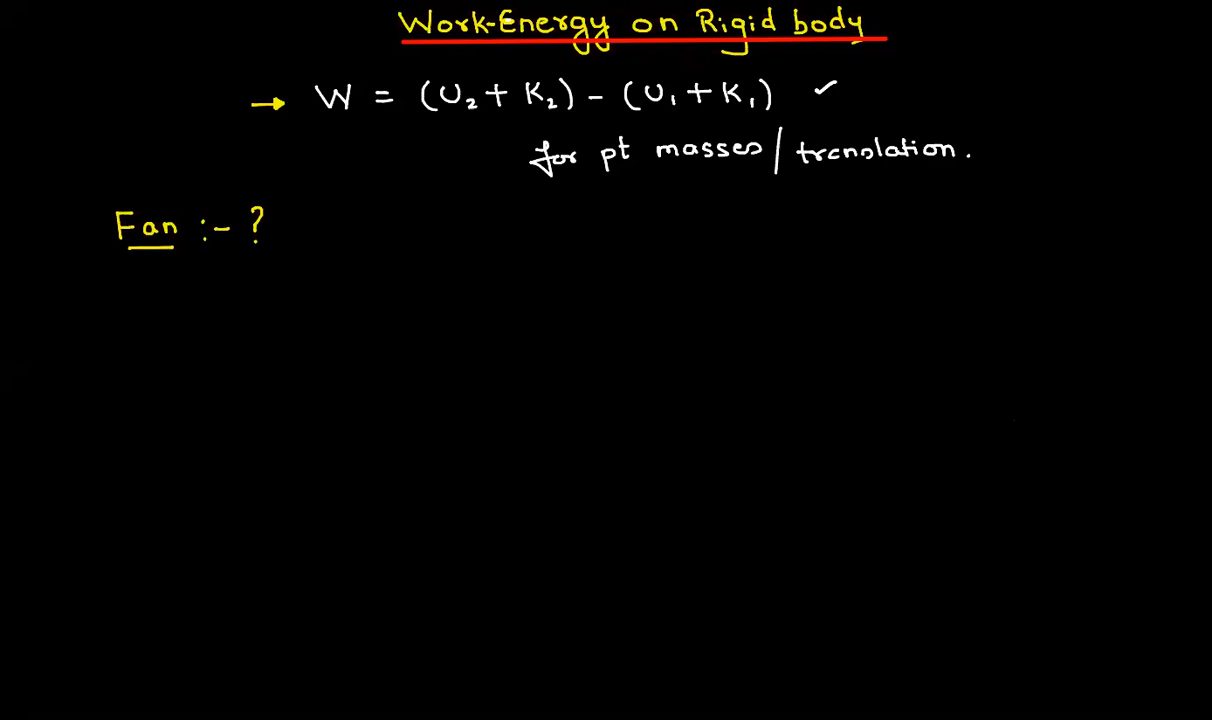 Work-Energy on Rigid body
→ W = (U₂ + K₂) - (U₁ + K₁) ✓
for pt masses / translation.
Fan :- ?